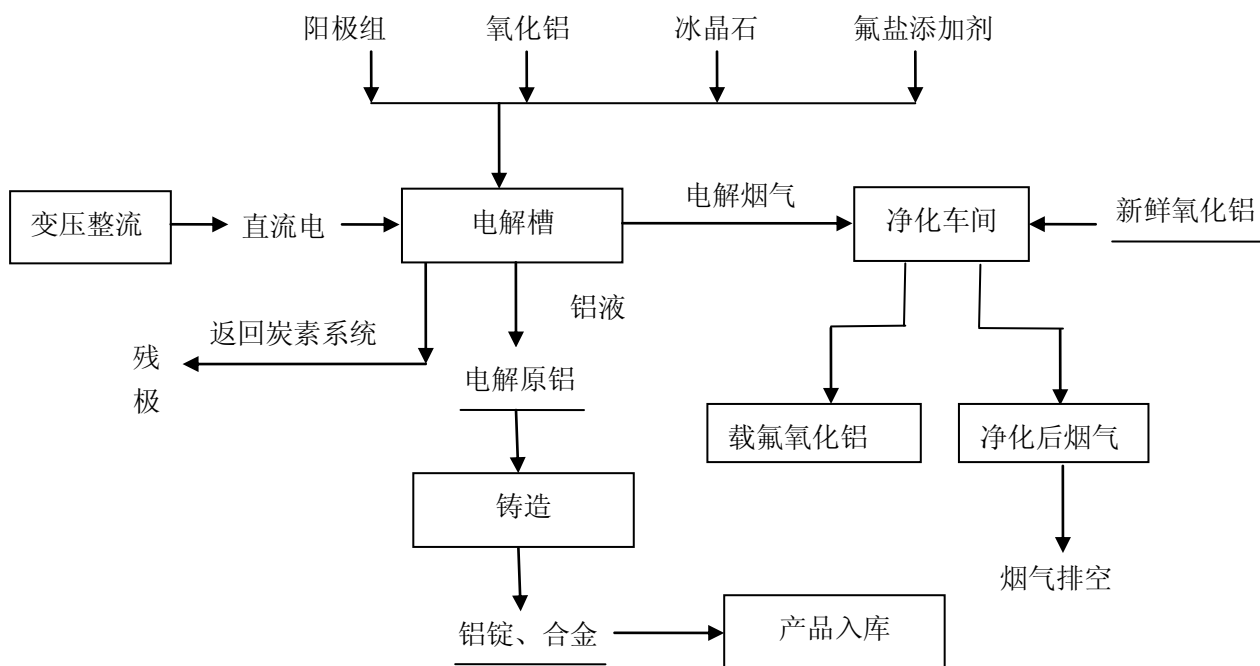 阳极组
氧化铝
冰晶石
氟盐添加剂
变压整流
直流电
电解槽
电解烟气
净化车间
新鲜氧化铝
铝液
返回炭素系统
残
极
电解原铝
载氟氧化铝
净化后烟气
铸造
烟气排空
铝锭、合金
产品入库